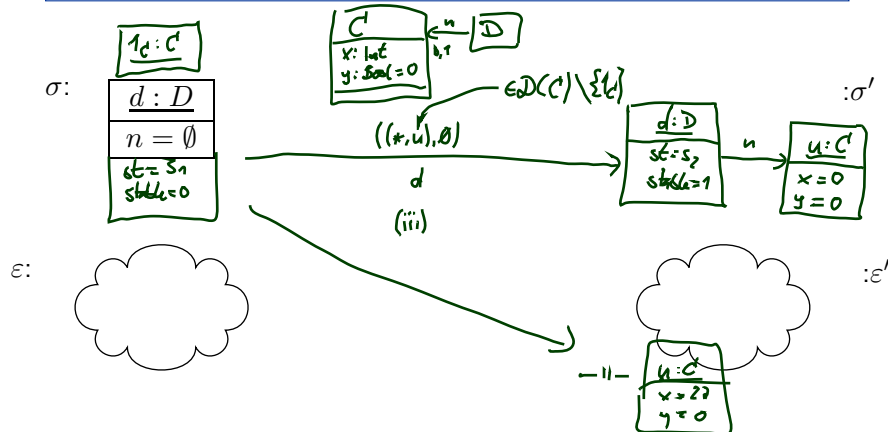 1_C : C
C
x: Int
y: Bool = 0
n
0,1
D
σ:
d : D
n = ∅
st = s₁
stable = 0
∈ D(C) \ {1_C}
((*, u), ∅)
d
(iii)
:σ′
d : D
st = s₂
stable = 1
n
u : C
x = 0
y = 0
ε:
:ε′
—||—
u : C
x = 27
y = 0